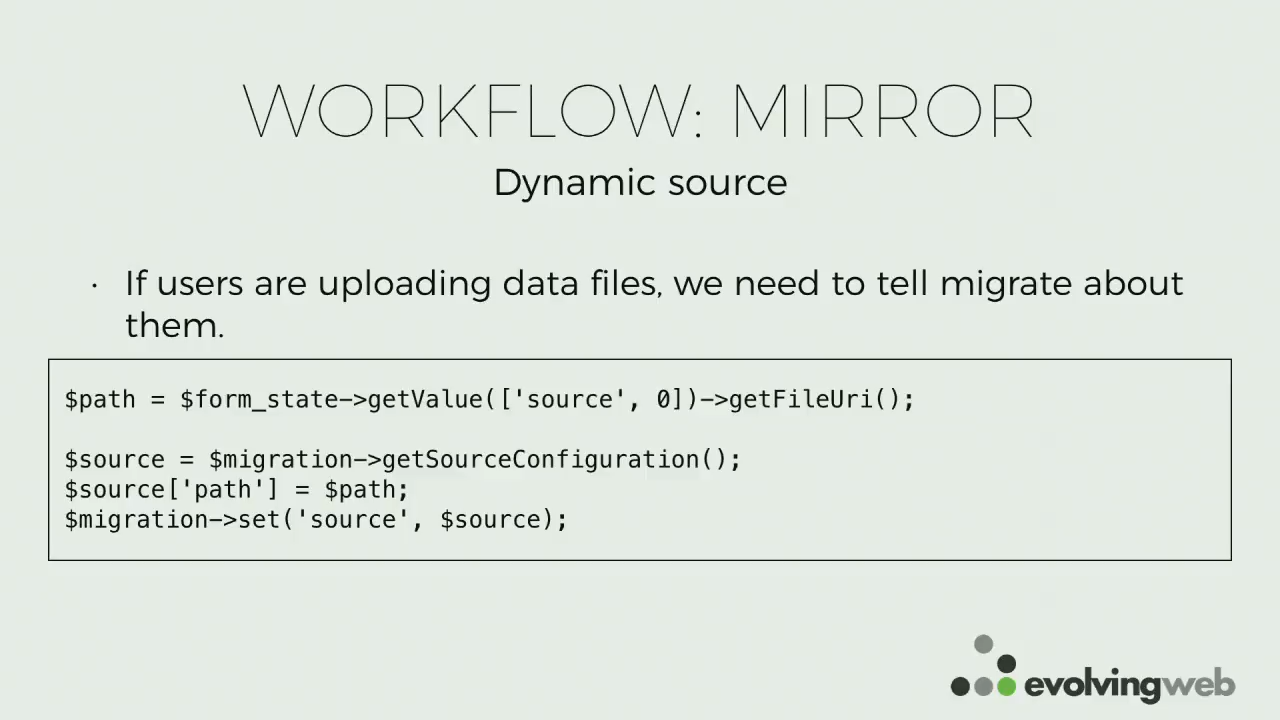 WORKFLOW: MIRROR
Dynamic source
· If users are uploading data files, we need to tell migrate about
them.
$path = $form_state->getValue(['source', 0])->getFileUri();
$source = $migration->getSourceConfiguration();
$source['path'] = $path;
$migration->set('source', $source);
evolvingweb